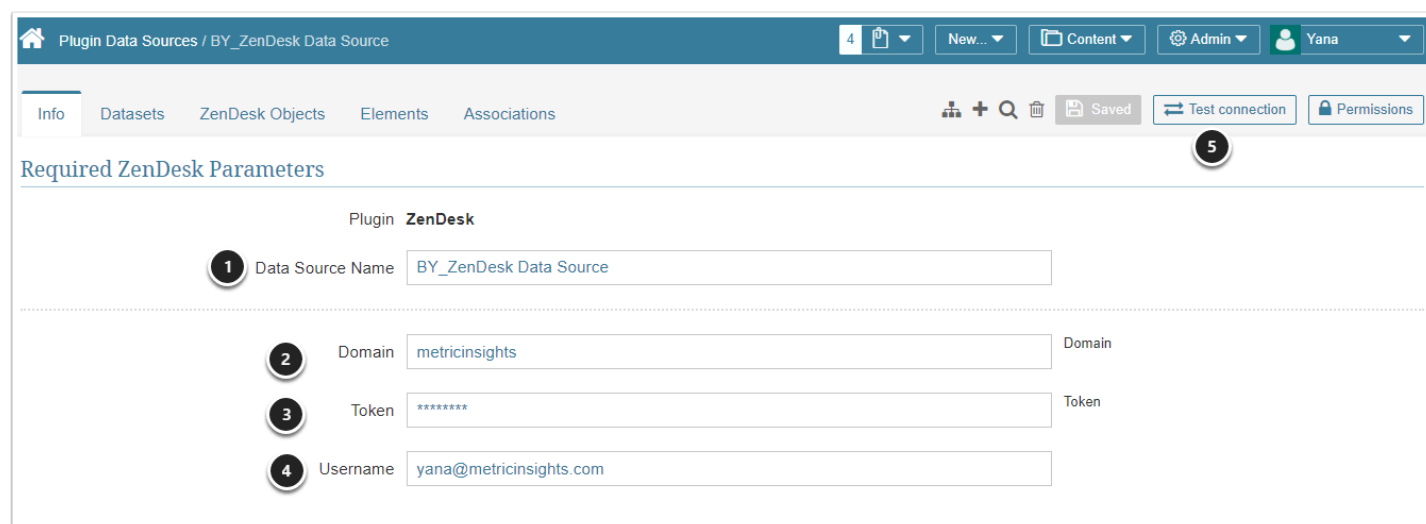 Plugin Data Sources / BY_ZenDesk Data Source 4 New... Content Admin Yana
Info Datasets ZenDesk Objects Elements Associations Saved Test connection Permissions
5
Required ZenDesk Parameters
Plugin ZenDesk
1 Data Source Name BY_ZenDesk Data Source
2 Domain metricinsights Domain
3 Token ******** Token
4 Username yana@metricinsights.com